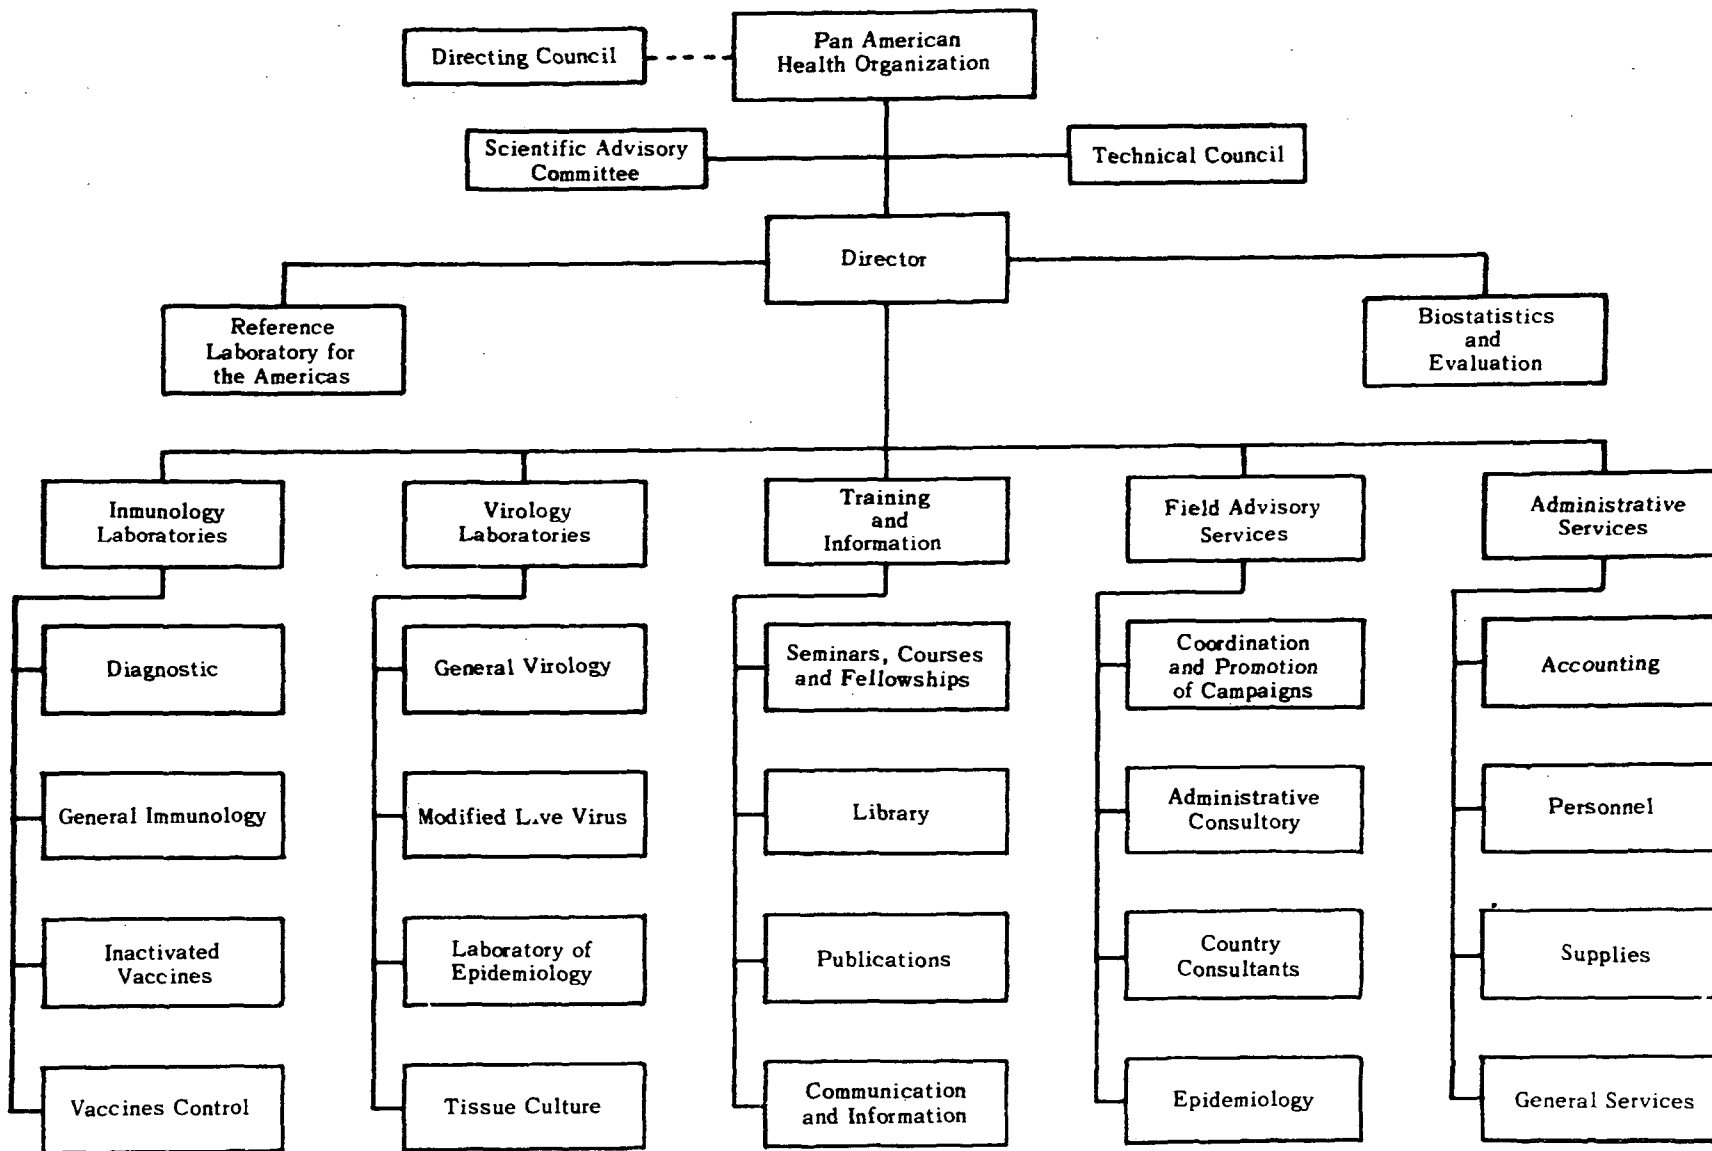 Directing Council
Pan American
Health Organization
Scientific Advisory
Committee
Technical Council
Director
Reference
Laboratory for
the Americas
Biostatistics
and
Evaluation
Inmunology
Laboratories
Virology
Laboratories
Training
and
Information
Field Advisory
Services
Administrative
Services
Diagnostic
General Virology
Seminars, Courses
and Fellowships
Coordination
and Promotion
of Campaigns
Accounting
General Immunology
Modified L.ve Virus
Library
Administrative
Consultory
Personnel
Inactivated
Vaccines
Laboratory of
Epidemiology
Publications
Country
Consultants
Supplies
Vaccines Control
Tissue Culture
Communication
and Information
Epidemiology
General Services